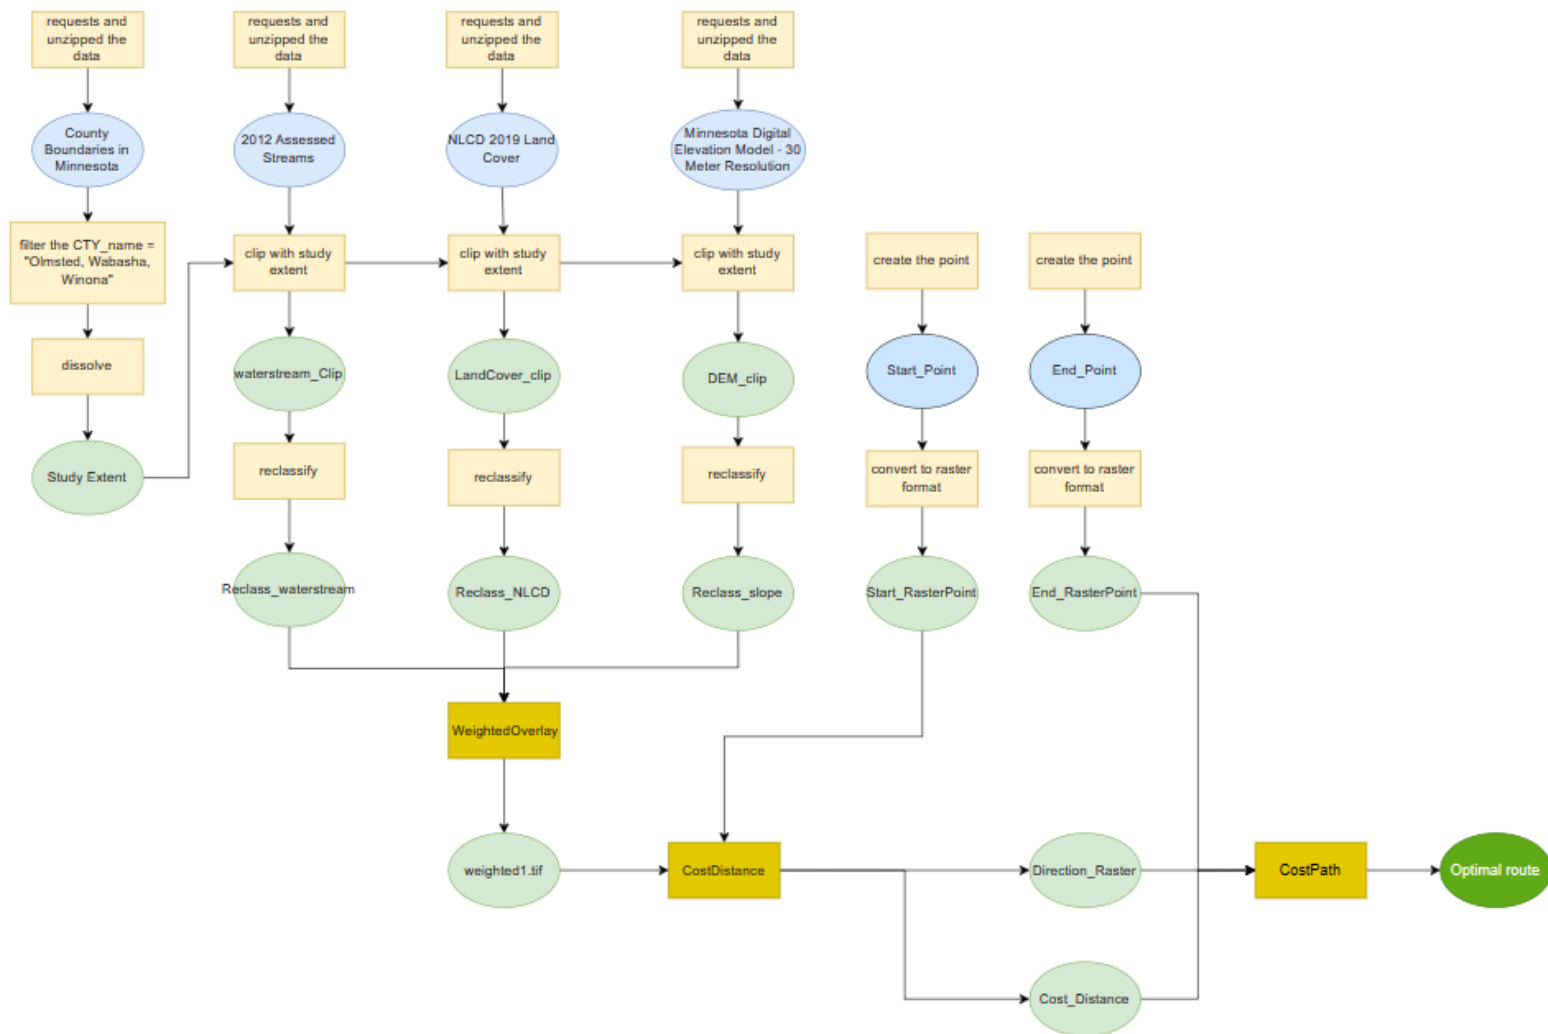 requests and
unzipped the
data
requests and
unzipped the
data
requests and
unzipped the
data
requests and
unzipped the
data
County
Boundaries in
Minnesota
2012 Assessed
Streams
NLCD 2019 Land
Cover
Minnesota Digital
Elevation Model - 30
Meter Resolution
filter the CTY_name =
"Olmsted, Wabasha,
Winona"
clip with study
extent
clip with study
extent
clip with study
extent
create the point
create the point
dissolve
waterstream_Clip
LandCover_clip
DEM_clip
Start_Point
End_Point
Study Extent
reclassify
reclassify
reclassify
convert to raster
format
convert to raster
format
Reclass_waterstream
Reclass_NLCD
Reclass_slope
Start_RasterPoint
End_RasterPoint
WeightedOverlay
weighted1.tif
CostDistance
Direction_Raster
CostPath
Optimal route
Cost_Distance